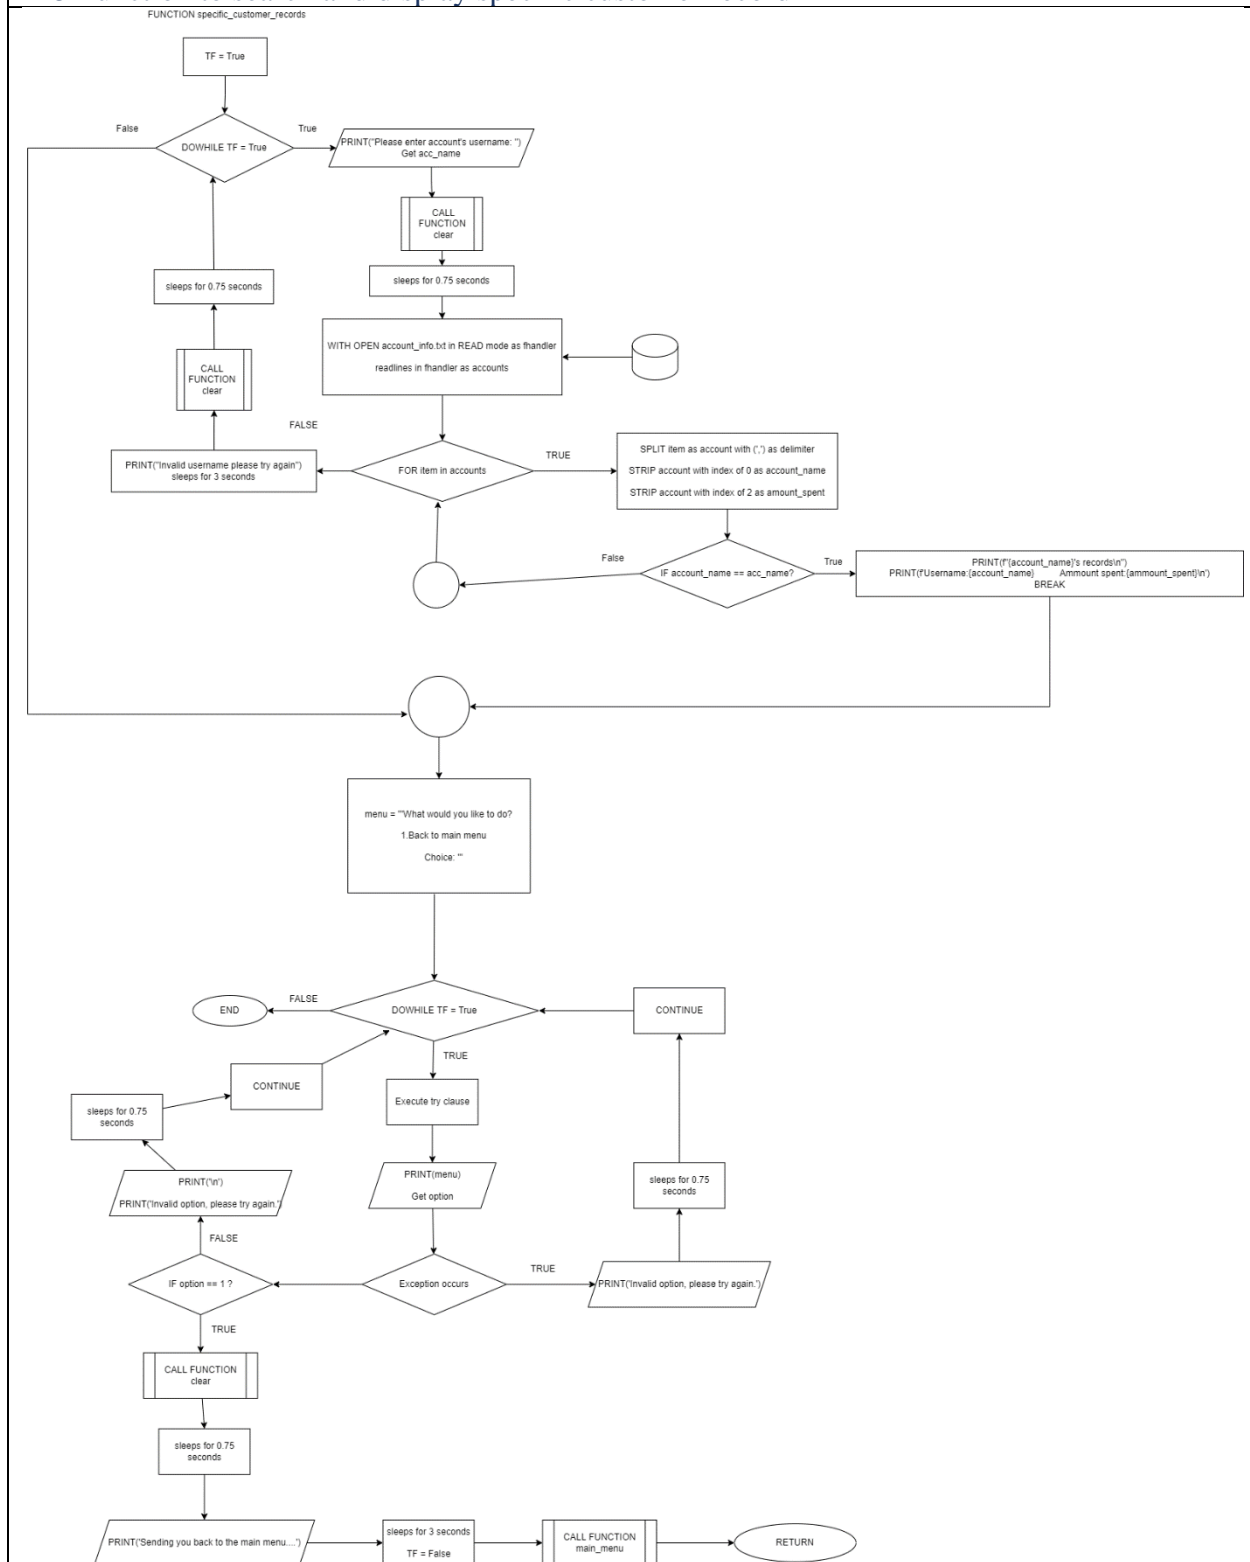 FUNCTION specific_customer_records
TF = True
False
True
DOWHILE TF = True
PRINT("Please enter account's username: ")
Get acc_name
CALL
FUNCTION
clear
sleeps for 0.75 seconds
sleeps for 0.75 seconds
WITH OPEN account_info.txt in READ mode as fhandler
readlines in fhandler as accounts
CALL
FUNCTION
clear
FALSE
PRINT("Invalid username please try again")
sleeps for 3 seconds
FOR item in accounts
TRUE
SPLIT item as account with (',') as delimiter
STRIP account with index of 0 as account_name
STRIP account with index of 2 as amount_spent
False
IF account_name == acc_name?
True
PRINT(f"{account_name}'s records\n")
PRINT(f'Username:{account_name} Ammount spent:{ammount_spent}\n')
BREAK
menu = '''What would you like to do?
1.Back to main menu
Choice: '''
END
FALSE
DOWHILE TF = True
CONTINUE
TRUE
CONTINUE
Execute try clause
sleeps for 0.75
seconds
PRINT('\n')
PRINT('Invalid option, please try again.')
PRINT(menu)
Get option
sleeps for 0.75
seconds
FALSE
IF option == 1 ?
Exception occurs
TRUE
PRINT('Invalid option, please try again.')
TRUE
CALL FUNCTION
clear
sleeps for 0.75
seconds
PRINT('Sending you back to the main menu....')
sleeps for 3 seconds
TF = False
CALL FUNCTION
main_menu
RETURN